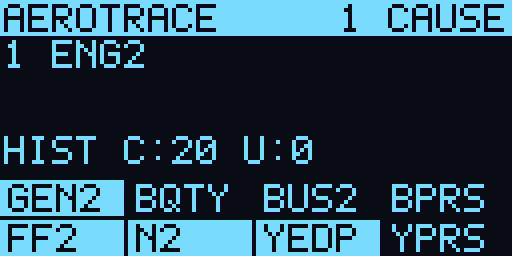 AEROTRACE 1 CAUSE
1 ENG2
HIST C:20 U:0
GEN2 BQTY BUS2 BPRS
FF2 N2 YEDP YPRS